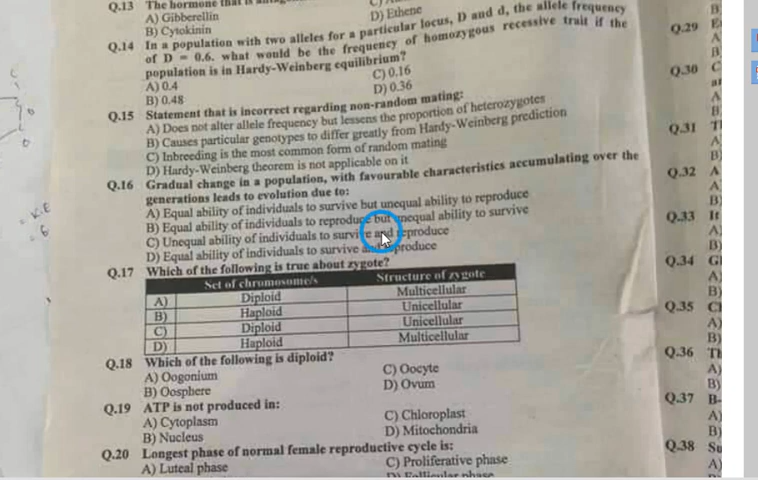 Q.13 The hormone that is
A) Gibberellin
B) Cytokinin
D) Ethene
Q.14 In a population with two alleles for a particular locus, D and d, the allele frequency
of D = 0.6. what would be the frequency of homozygous recessive trait if the
population is in Hardy-Weinberg equilibrium?
A) 0.4
C) 0.16
B) 0.48
D) 0.36
Q.15 Statement that is incorrect regarding non-random mating:
A) Does not alter allele frequency but lessens the proportion of heterozygotes
B) Causes particular genotypes to differ greatly from Hardy-Weinberg prediction
C) Inbreeding is the most common form of random mating
D) Hardy-Weinberg theorem is not applicable on it
Q.16 Gradual change in a population, with favourable characteristics accumulating over the
generations leads to evolution due to:
A) Equal ability of individuals to survive but unequal ability to reproduce
B) Equal ability of individuals to reproduce but unequal ability to survive
C) Unequal ability of individuals to survive and reproduce
D) Equal ability of individuals to survive and reproduce
Q.17 Which of the following is true about zygote?
Set of chromosome/s Structure of zygote
A) Diploid Multicellular
B) Haploid Unicellular
C) Diploid Unicellular
D) Haploid Multicellular
Q.18 Which of the following is diploid?
A) Oogonium
C) Oocyte
B) Oosphere
D) Ovum
Q.19 ATP is not produced in:
A) Cytoplasm
C) Chloroplast
B) Nucleus
D) Mitochondria
Q.20 Longest phase of normal female reproductive cycle is:
A) Luteal phase
C) Proliferative phase
D) Follicular phase
B)
Q.29
A)
B)
Q.30 C
A)
B)
Q.31
A)
B)
Q.32 A
A)
B)
Q.33 It
A)
B)
Q.34
A)
B)
Q.35
A)
B)
Q.36
A)
B)
Q.37 B-
A)
B)
Q.38 Su
A)